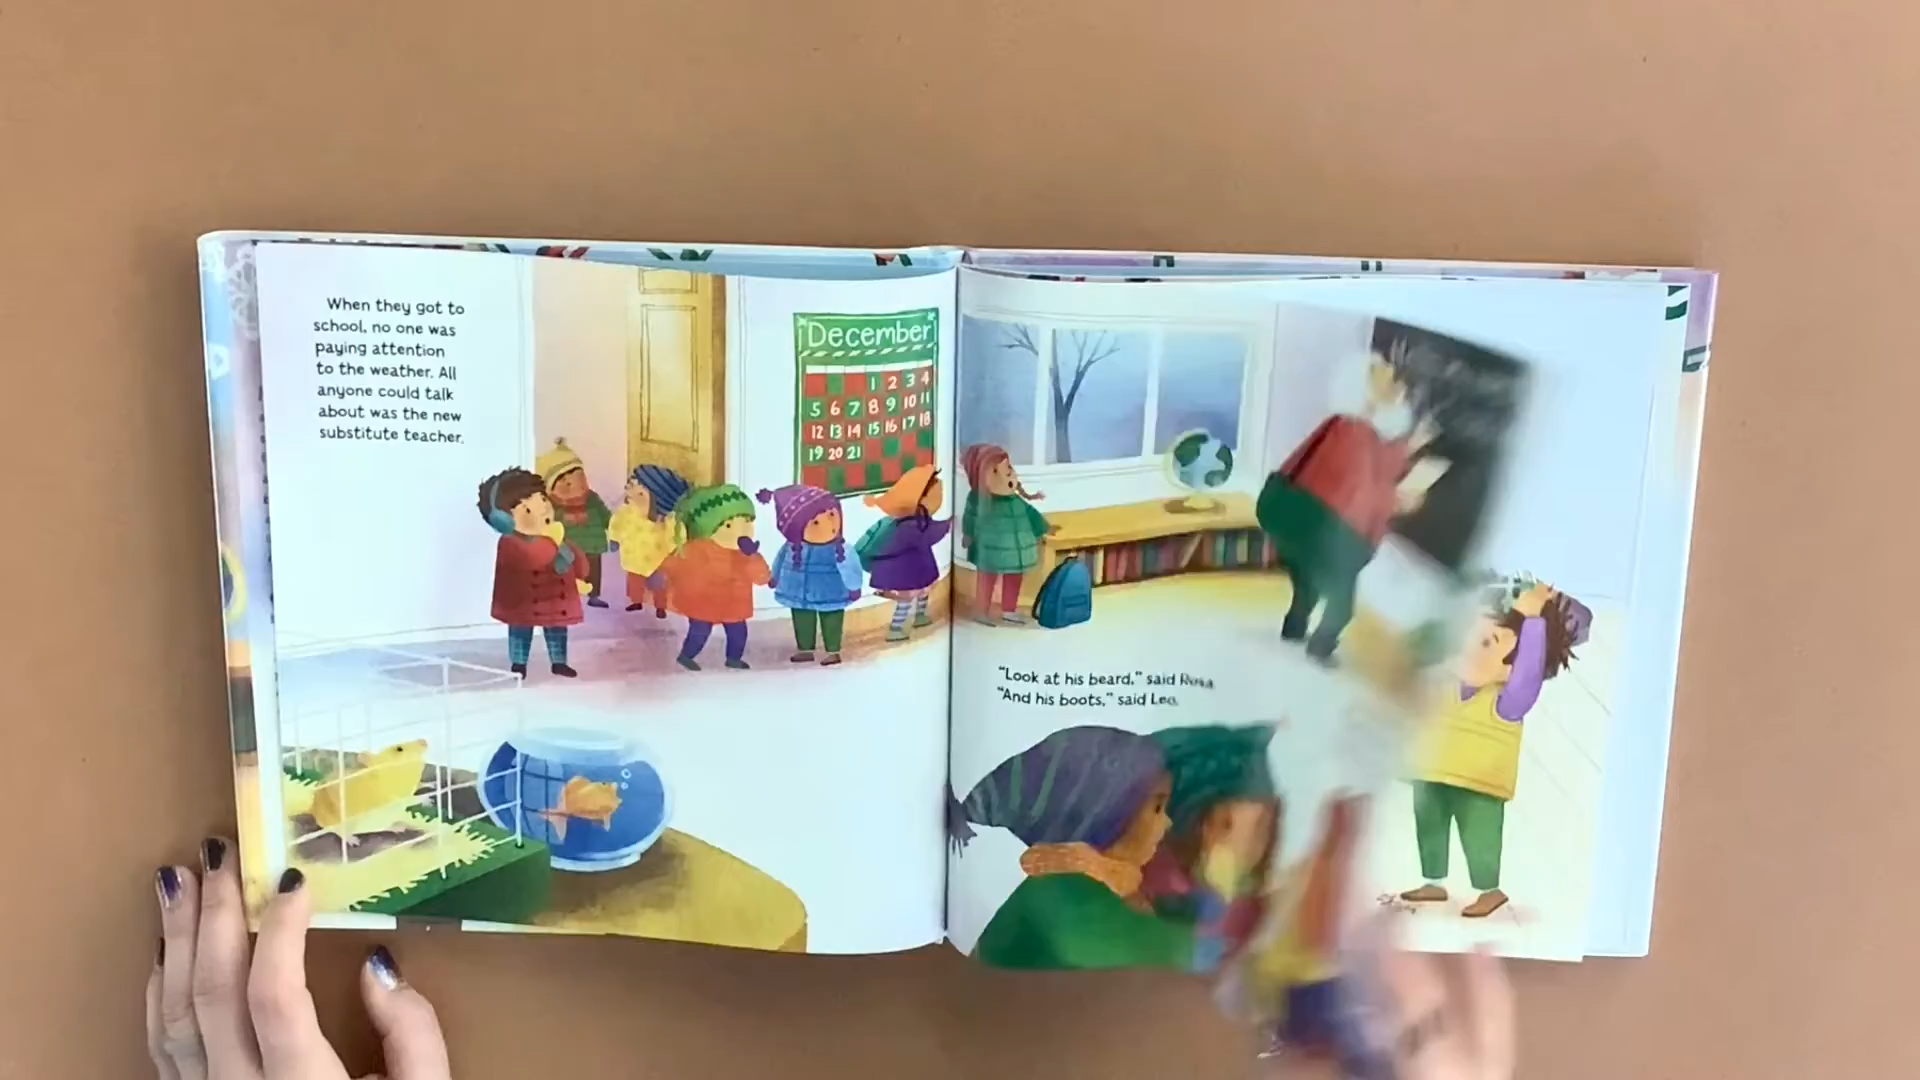 When they got to
school, no one was
paying attention
to the weather. All
anyone could talk
about was the new
substitute teacher.
December
1 2 3 4
5 6 7 8 9 10 11
12 13 14 15 16 17 18
19 20 21
"Look at his beard," said Rosa.
"And his boots," said Leo.